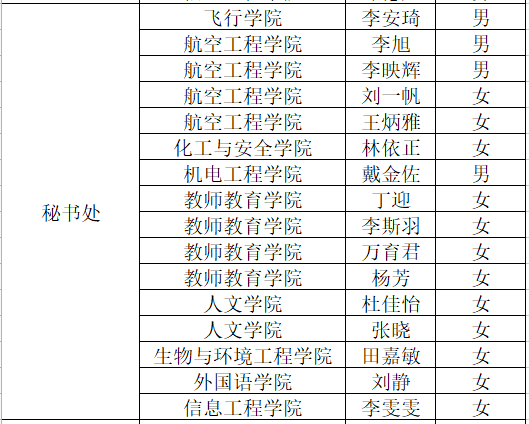 飞行学院 李安琦 男
航空工程学院 李旭 男
航空工程学院 李映辉 男
航空工程学院 刘一帆 女
航空工程学院 王炳雅 女
化工与安全学院 林依正 女
机电工程学院 戴金佐 男
教师教育学院 丁迎 女
秘书处 教师教育学院 李斯羽 女
教师教育学院 万育君 女
教师教育学院 杨芳 女
人文学院 杜佳怡 女
人文学院 张晓 女
生物与环境工程学院 田嘉敏 女
外国语学院 刘静 女
信息工程学院 李雯雯 女